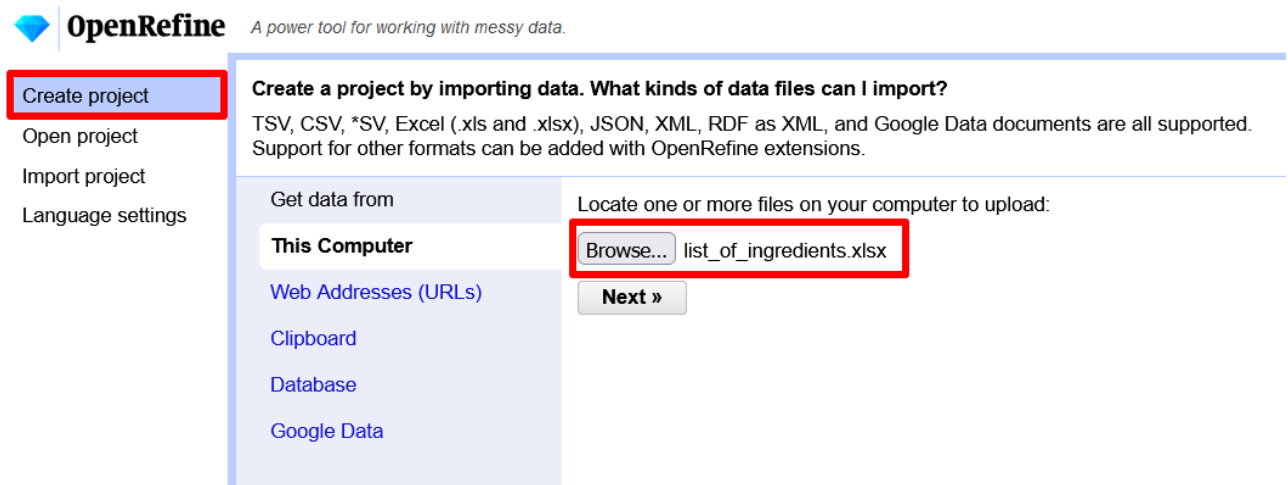 OpenRefine A power tool for working with messy data.
Create project
Open project
Import project
Language settings
Create a project by importing data. What kinds of data files can I import?
TSV, CSV, *SV, Excel (.xls and .xlsx), JSON, XML, RDF as XML, and Google Data documents are all supported.
Support for other formats can be added with OpenRefine extensions.
Get data from
This Computer
Web Addresses (URLs)
Clipboard
Database
Google Data
Locate one or more files on your computer to upload:
Browse... list_of_ingredients.xlsx
Next »